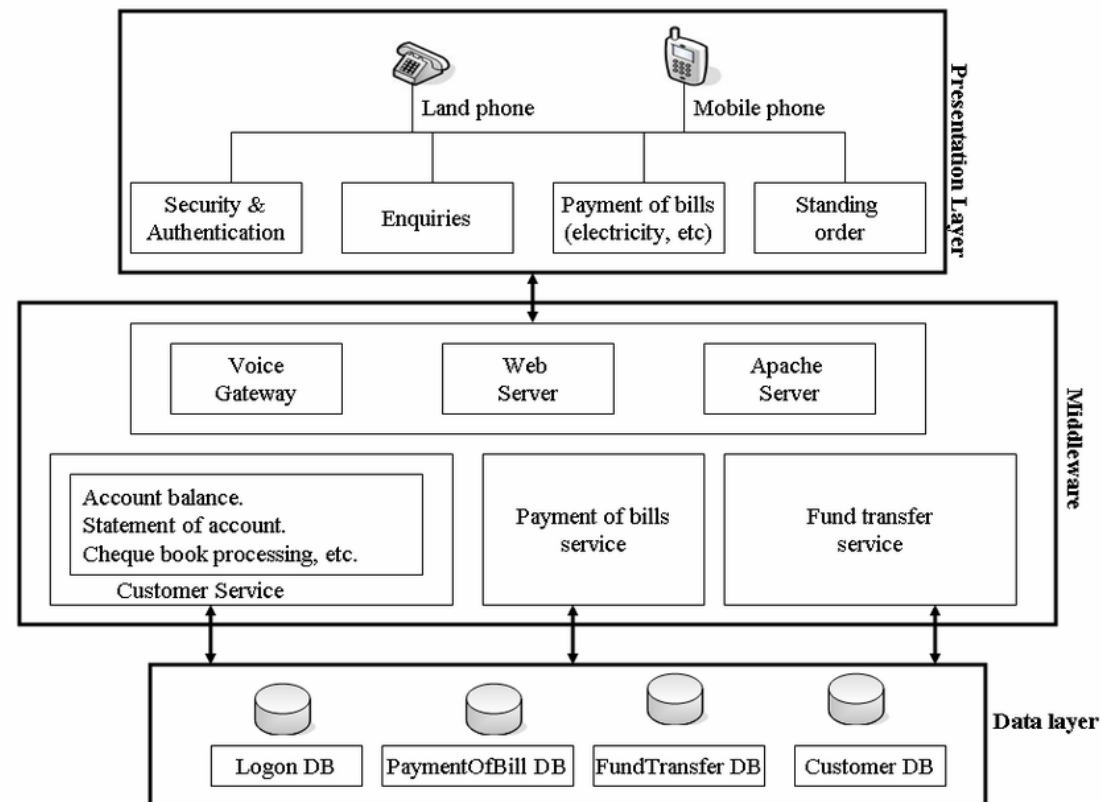 Land phone
Mobile phone
Presentation Layer
Security &
Authentication
Enquiries
Payment of bills
(electricity, etc)
Standing
order
Voice
Gateway
Web
Server
Apache
Server
Middleware
Account balance.
Statement of account.
Cheque book processing, etc.
Customer Service
Payment of bills
service
Fund transfer
service
Data layer
Logon DB
PaymentOfBill DB
FundTransfer DB
Customer DB